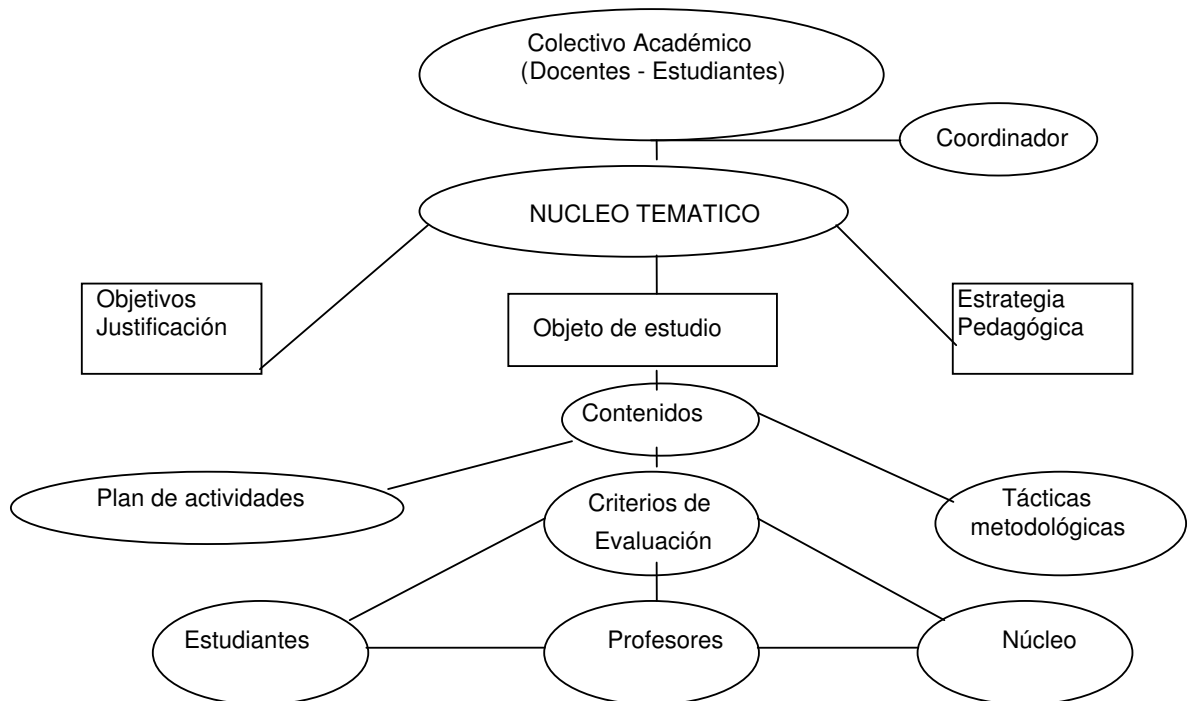 Colectivo Académico
(Docentes - Estudiantes)
Coordinador
NUCLEO TEMATICO
Objetivos
Justificación
Objeto de estudio
Estrategia
Pedagógica
Contenidos
Plan de actividades
Criterios de
Evaluación
Tácticas
metodológicas
Estudiantes
Profesores
Núcleo